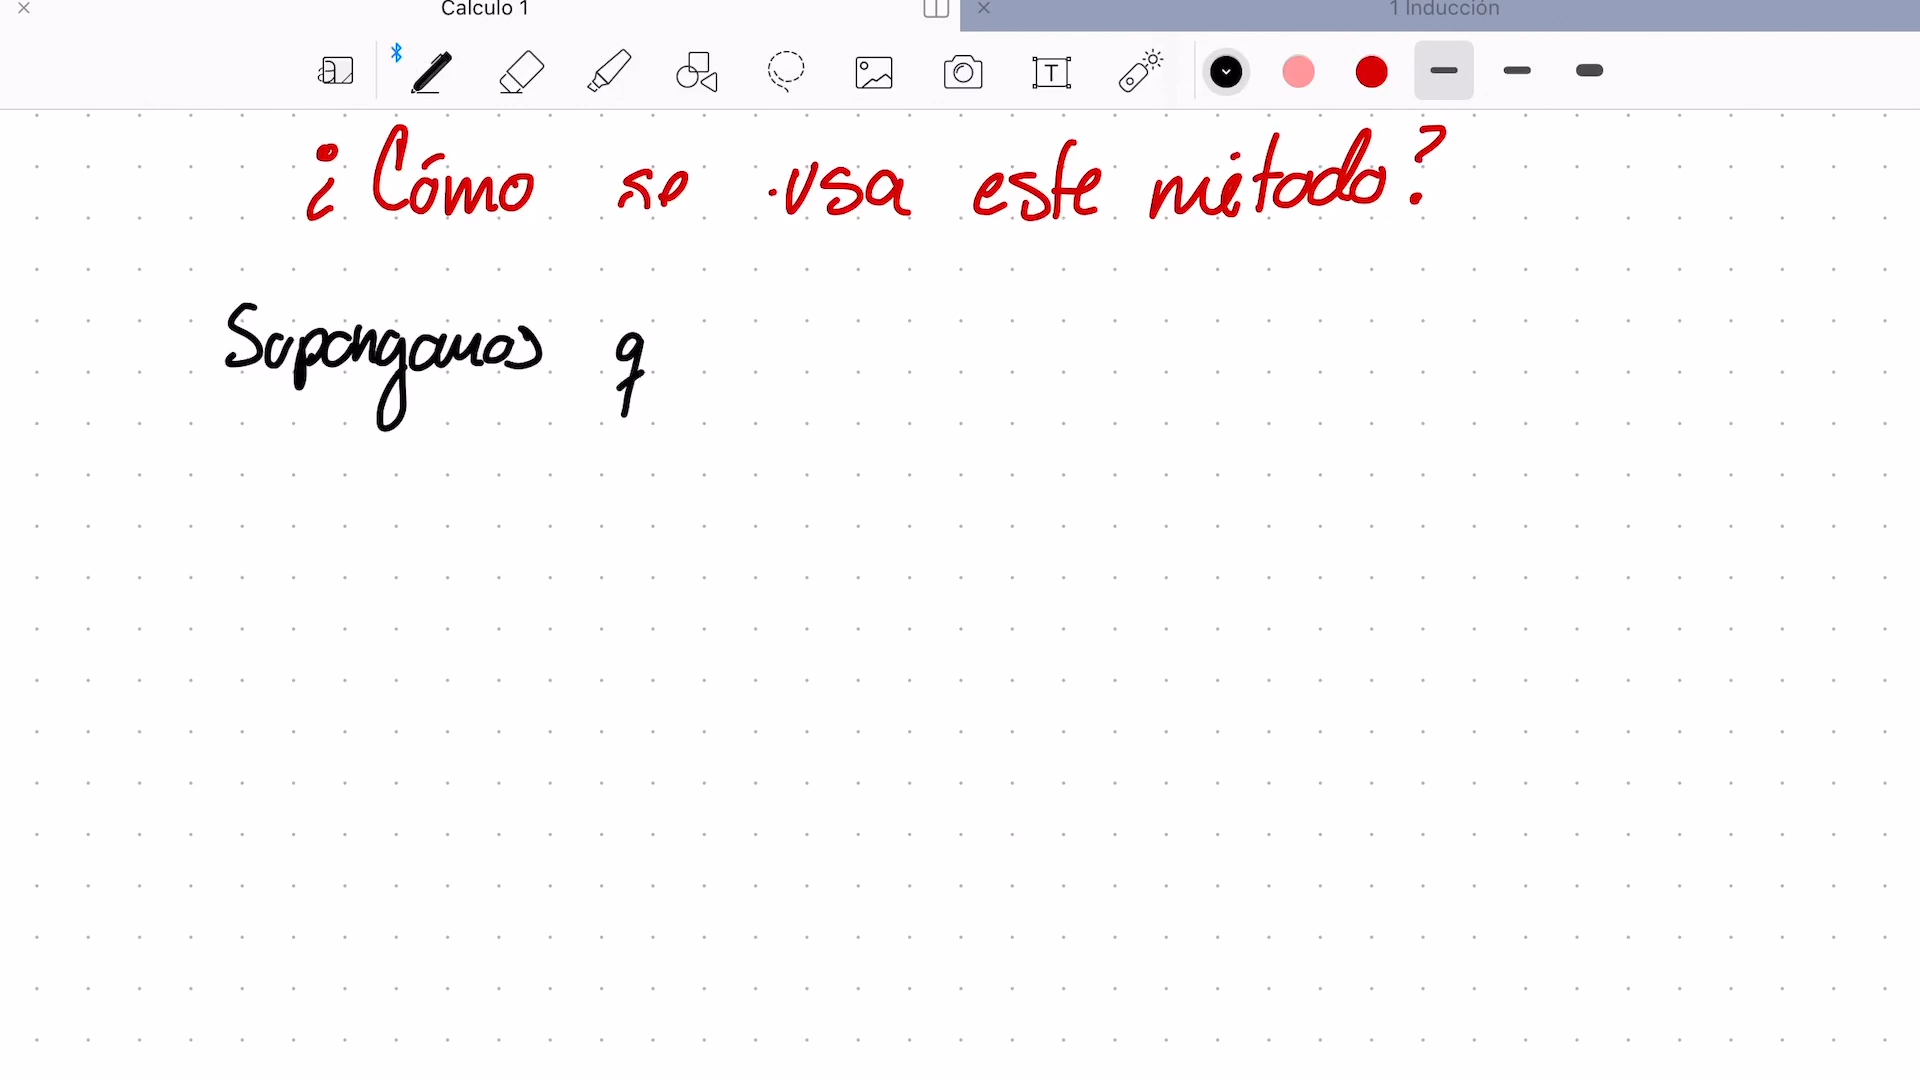 Calculo 1
1 Inducción
¿Cómo se usa este método?
Supongamos q